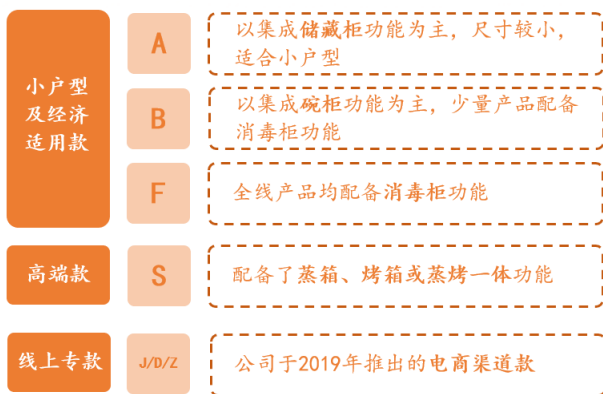 小户型
及经济
适用款
A
以集成储藏柜功能为主，尺寸较小，
适合小户型
B
以集成碗柜功能为主，少量产品配备
消毒柜功能
F
全线产品均配备消毒柜功能
高端款
S
配备了蒸箱、烤箱或蒸烤一体功能
线上专款
J/D/Z
公司于2019年推出的电商渠道款